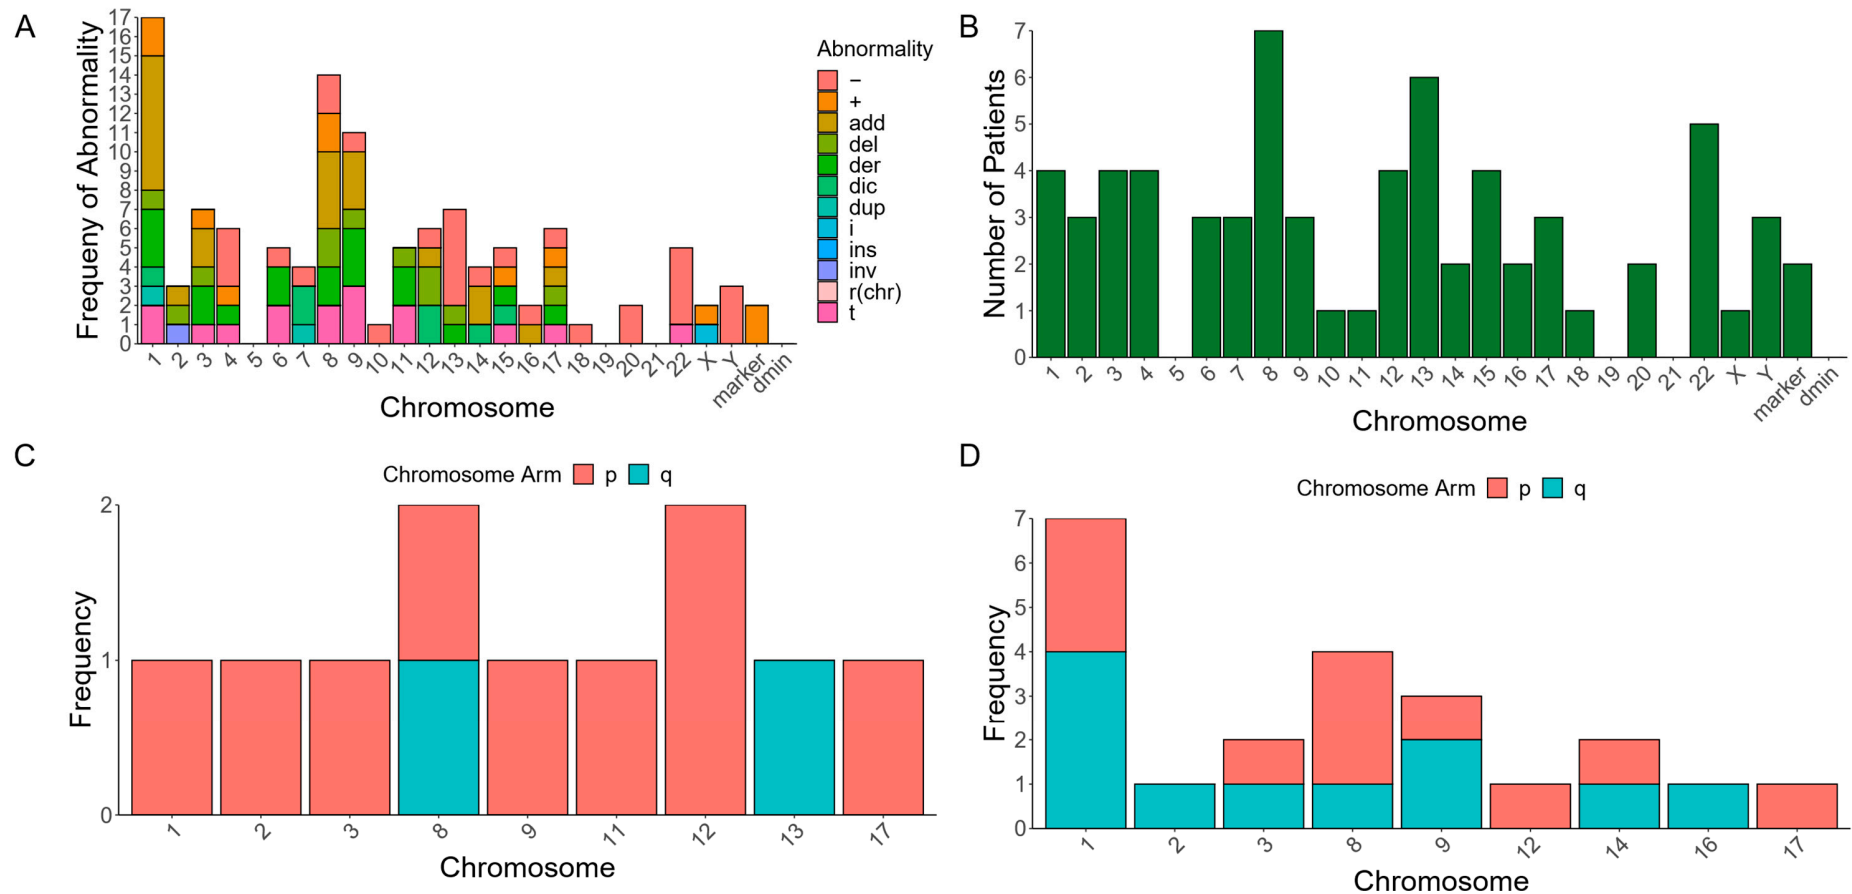 A
Frequeny of Abnormality
17
16
15
14
13
12
11
10
9
8
7
6
5
4
3
2
1
0
1 2 3 4 5 6 7 8 9 10 11 12 13 14 15 16 17 18 19 20 21 22 X Y marker dmin
Chromosome
Abnormality
–
+
add
del
der
dic
dup
i
ins
inv
r(chr)
t
B
Number of Patients
7
6
5
4
3
2
1
0
1 2 3 4 5 6 7 8 9 10 11 12 13 14 15 16 17 18 19 20 21 22 X Y marker dmin
Chromosome
C
Chromosome Arm p q
Frequency
2
1
0
1 2 3 8 9 11 12 13 17
Chromosome
D
Chromosome Arm p q
Frequency
7
6
5
4
3
2
1
0
1 2 3 8 9 12 14 16 17
Chromosome